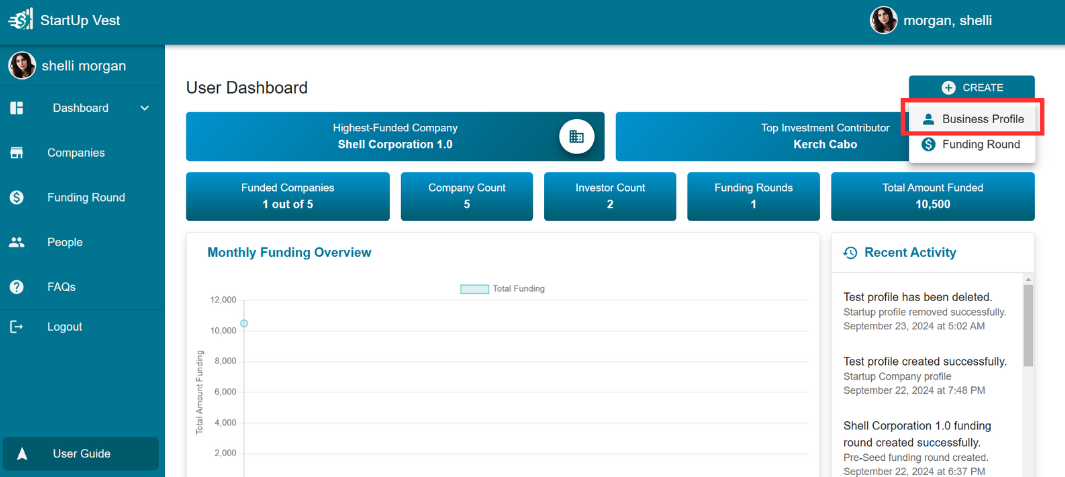 StartUp Vest
morgan, shelli
shelli morgan
Dashboard
Companies
Funding Round
People
FAQs
Logout
User Guide
User Dashboard
CREATE
Business Profile
Funding Round
Highest-Funded Company
Shell Corporation 1.0
Top Investment Contributor
Kerch Cabo
Funded Companies
1 out of 5
Company Count
5
Investor Count
2
Funding Rounds
1
Total Amount Funded
10,500
Monthly Funding Overview
Total Funding
12,000
10,000
8,000
6,000
4,000
2,000
Total Amount Funding
Recent Activity
Test profile has been deleted.
Startup profile removed successfully.
September 23, 2024 at 5:02 AM
Test profile created successfully.
Startup Company profile
September 22, 2024 at 7:48 PM
Shell Corporation 1.0 funding
round created successfully.
Pre-Seed funding round created.
September 22, 2024 at 6:37 PM